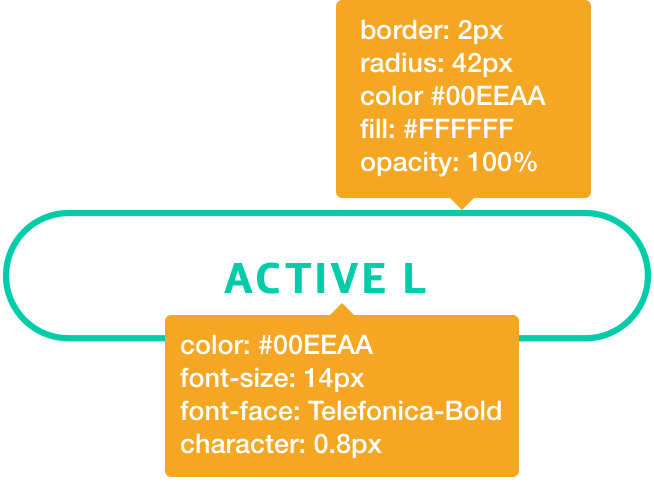 border: 2px
radius: 42px
color #00EEAA
fill: #FFFFFF
opacity: 100%
ACTIVE L
color: #00EEAA
font-size: 14px
font-face: Telefonica-Bold
character: 0.8px